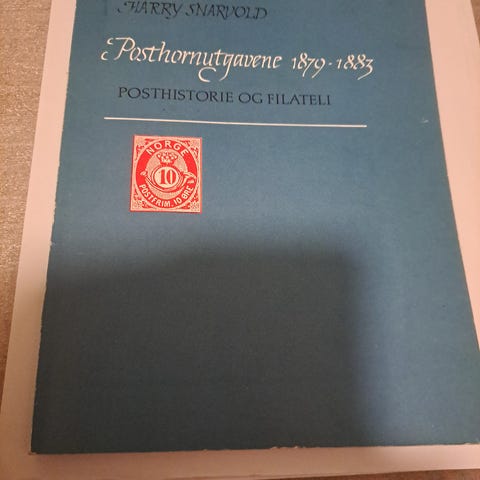 HARRY SNARVOLD
Posthornutgavene 1879-1883
POSTHISTORIE OG FILATELI
NORGE
10
POSTFRIM. 10 ØRE